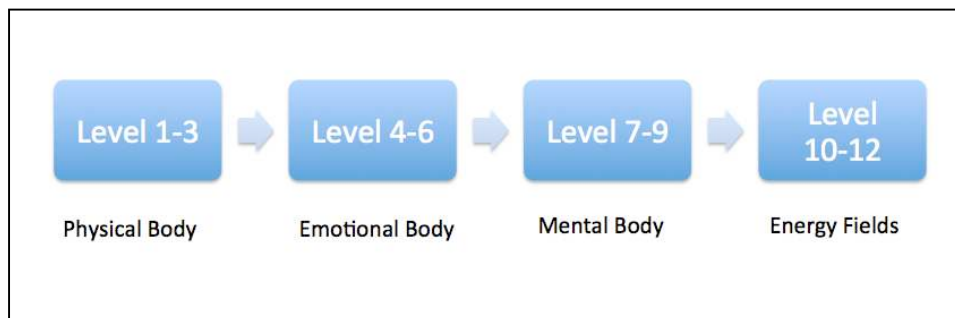 Level 1-3
Level 4-6
Level 7-9
Level
10-12
Physical Body
Emotional Body
Mental Body
Energy Fields